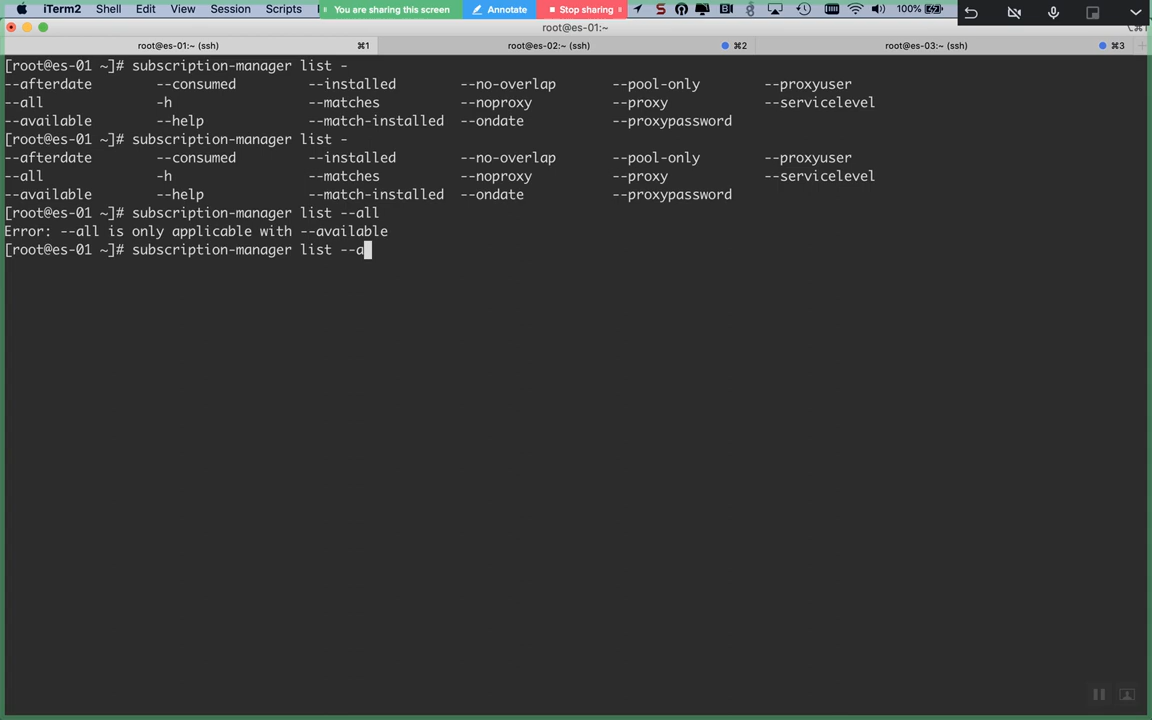 iTerm2 Shell Edit View Session Scripts You are sharing this screen Annotate Stop sharing 100%
root@es-01:~
root@es-01:~ (ssh) ⌘1 root@es-02:~ (ssh) ⌘2 root@es-03:~ (ssh) ⌘3
[root@es-01 ~]# subscription-manager list -
--afterdate --consumed --installed --no-overlap --pool-only --proxyuser
--all -h --matches --noproxy --proxy --servicelevel
--available --help --match-installed --ondate --proxypassword
[root@es-01 ~]# subscription-manager list -
--afterdate --consumed --installed --no-overlap --pool-only --proxyuser
--all -h --matches --noproxy --proxy --servicelevel
--available --help --match-installed --ondate --proxypassword
[root@es-01 ~]# subscription-manager list --all
Error: --all is only applicable with --available
[root@es-01 ~]# subscription-manager list --a